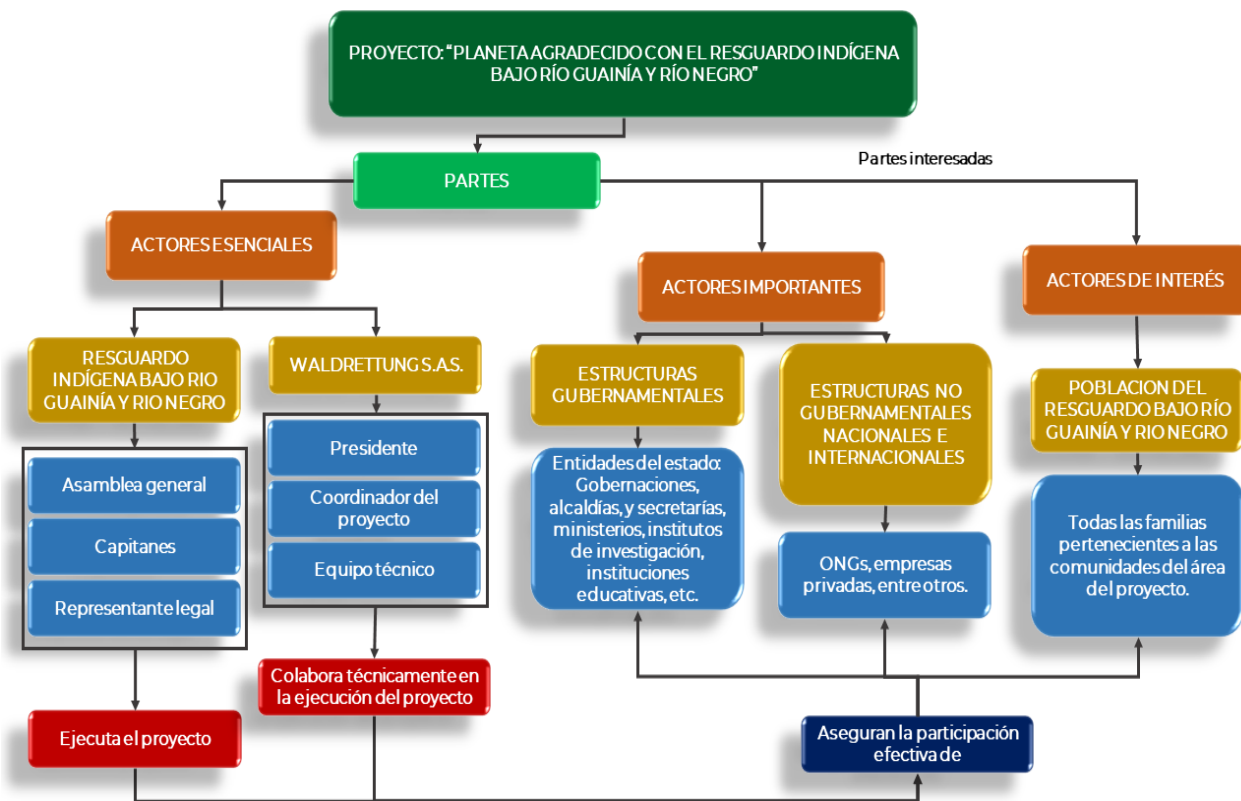 PROYECTO: “PLANETA AGRADECIDO CON EL RESGUARDO INDÍGENA
BAJO RÍO GUAINÍA Y RÍO NEGRO”
Partes interesadas
PARTES
ACTORES ESENCIALES
ACTORES IMPORTANTES
ACTORES DE INTERÉS
RESGUARDO
INDÍGENA BAJO RIO
GUAINÍA Y RIO NEGRO
WALDRETTUNG S.A.S.
ESTRUCTURAS
GUBERNAMENTALES
ESTRUCTURAS NO
GUBERNAMENTALES
NACIONALES E
INTERNACIONALES
POBLACION DEL
RESGUARDO BAJO RÍO
GUAINÍA Y RIO NEGRO
Asamblea general
Capitanes
Representante legal
Presidente
Coordinador del
proyecto
Equipo técnico
Entidades del estado:
Gobernaciones,
alcaldías, y secretarías,
ministerios, institutos
de investigación,
instituciones
educativas, etc.
ONGs, empresas
privadas, entre otros.
Todas las familias
pertenecientes a las
comunidades del área
del proyecto.
Colabora técnicamente en
la ejecución del proyecto
Ejecuta el proyecto
Aseguran la participación
efectiva de